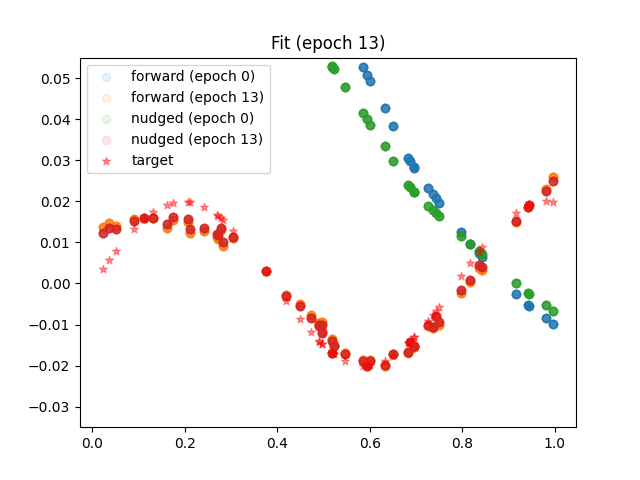 Fit (epoch 13)
forward (epoch 0)
forward (epoch 13)
nudged (epoch 0)
nudged (epoch 13)
target
0.05
0.04
0.03
0.02
0.01
0.00
−0.01
−0.02
−0.03
0.0 0.2 0.4 0.6 0.8 1.0